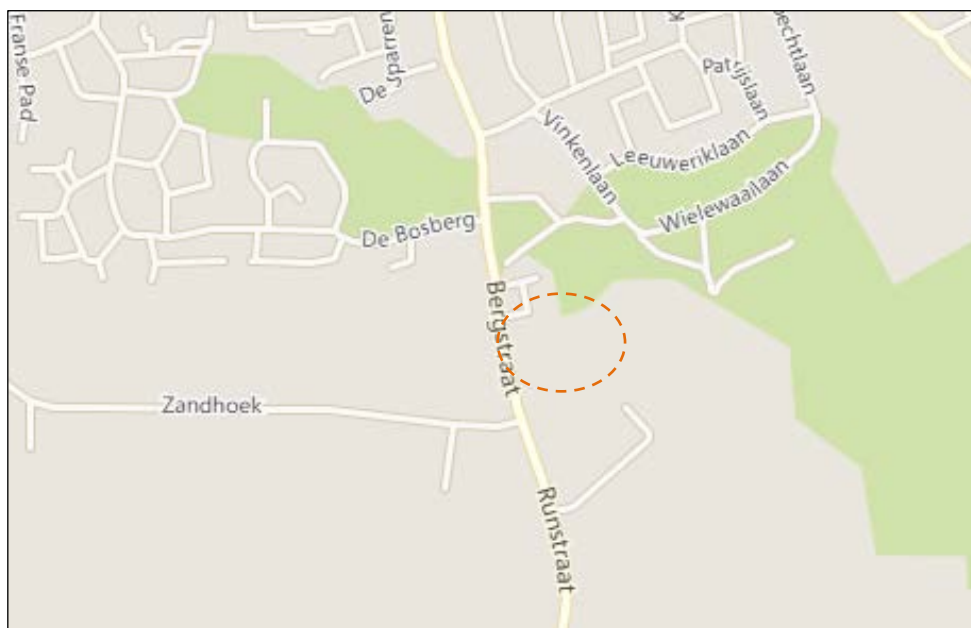 Franse Pad
De Sparren
Patrijslaan
Vinkenlaan
Leeuweriklaan
Wielewaallaan
De Bosberg
Bergstraat
Zandhoek
Runstraat